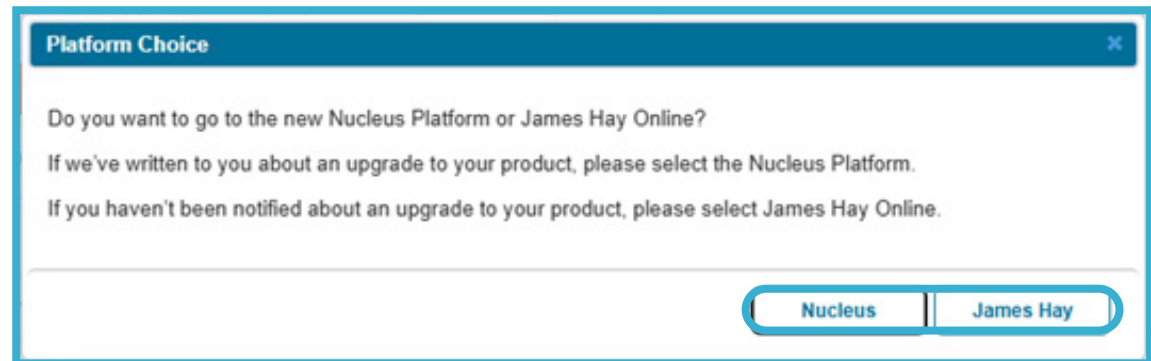 Platform Choice
Do you want to go to the new Nucleus Platform or James Hay Online?
If we've written to you about an upgrade to your product, please select the Nucleus Platform.
If you haven't been notified about an upgrade to your product, please select James Hay Online.
Nucleus James Hay